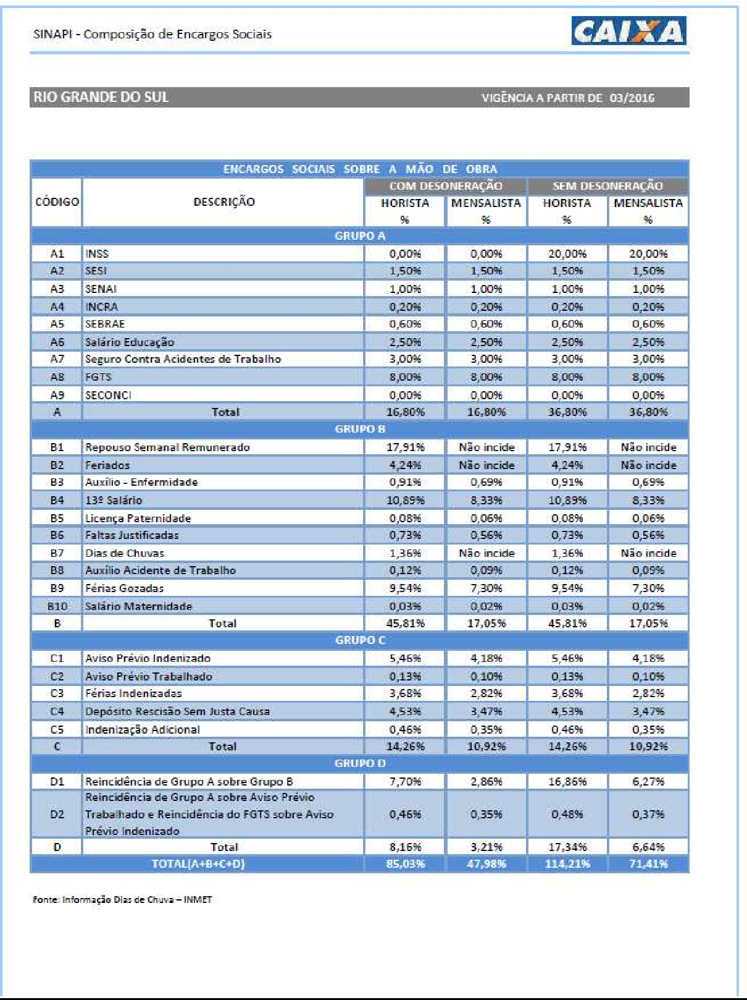 SINAPI - Composição de Encargos Sociais
CAIXA
RIO GRANDE DO SUL VIGÊNCIA A PARTIR DE 03/2016
ENCARGOS SOCIAIS SOBRE A MÃO DE OBRA
CÓDIGO DESCRIÇÃO COM DESONERAÇÃO SEM DESONERAÇÃO
HORISTA MENSALISTA HORISTA MENSALISTA
% % % %
GRUPO A
A1 INSS 0,00% 0,00% 20,00% 20,00%
A2 SESI 1,50% 1,50% 1,50% 1,50%
A3 SENAI 1,00% 1,00% 1,00% 1,00%
A4 INCRA 0,20% 0,20% 0,20% 0,20%
A5 SEBRAE 0,60% 0,60% 0,60% 0,60%
A6 Salário Educação 2,50% 2,50% 2,50% 2,50%
A7 Seguro Contra Acidentes de Trabalho 3,00% 3,00% 3,00% 3,00%
A8 FGTS 8,00% 8,00% 8,00% 8,00%
A9 SECONCI 0,00% 0,00% 0,00% 0,00%
A Total 16,80% 16,80% 36,80% 36,80%
GRUPO B
B1 Repouso Semanal Remunerado 17,91% Não incide 17,91% Não incide
B2 Feriados 4,24% Não incide 4,24% Não incide
B3 Auxílio - Enfermidade 0,91% 0,69% 0,91% 0,69%
B4 13º Salário 10,89% 8,33% 10,89% 8,33%
B5 Licença Paternidade 0,08% 0,06% 0,08% 0,06%
B6 Faltas Justificadas 0,73% 0,56% 0,73% 0,56%
B7 Dias de Chuvas 1,36% Não incide 1,36% Não incide
B8 Auxílio Acidente de Trabalho 0,12% 0,09% 0,12% 0,09%
B9 Férias Gozadas 9,54% 7,30% 9,54% 7,30%
B10 Salário Maternidade 0,03% 0,02% 0,03% 0,02%
B Total 45,81% 17,05% 45,81% 17,05%
GRUPO C
C1 Aviso Prévio Indenizado 5,46% 4,18% 5,46% 4,18%
C2 Aviso Prévio Trabalhado 0,13% 0,10% 0,13% 0,10%
C3 Férias Indenizadas 3,68% 2,82% 3,68% 2,82%
C4 Depósito Rescisão Sem Justa Causa 4,53% 3,47% 4,53% 3,47%
C5 Indenização Adicional 0,46% 0,35% 0,46% 0,35%
C Total 14,26% 10,92% 14,26% 10,92%
GRUPO D
D1 Reincidência de Grupo A sobre Grupo B 7,70% 2,86% 16,86% 6,27%
Reincidência de Grupo A sobre Aviso Prévio
D2 Trabalhado e Reincidência do FGTS sobre Aviso 0,46% 0,35% 0,48% 0,37%
Prévio Indenizado
D Total 8,16% 3,21% 17,34% 6,64%
TOTAL(A+B+C+D) 85,03% 47,98% 114,21% 71,41%
Fonte: Informação Dias de Chuva – INMET